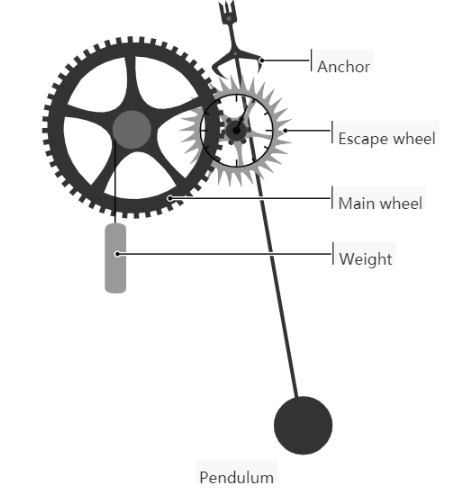 Anchor
Escape wheel
Main wheel
Weight
Pendulum